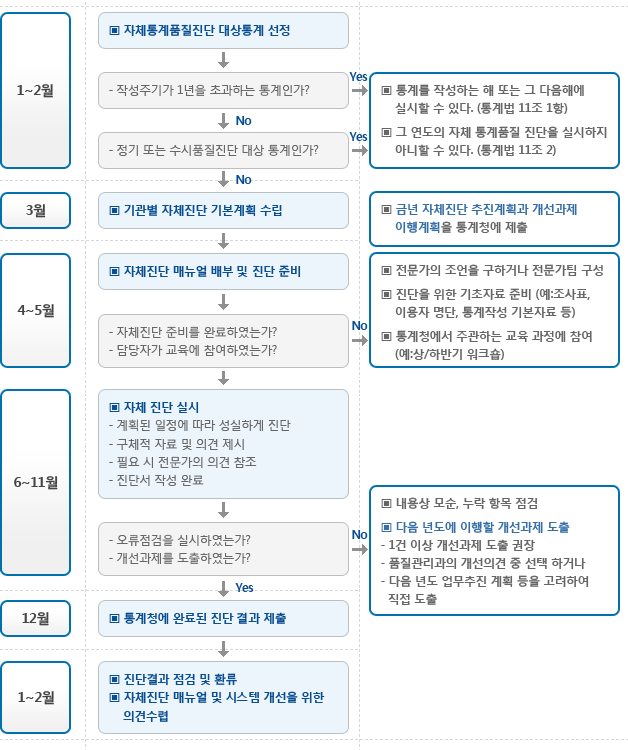 1~2월
▣ 자체통계품질진단 대상통계 선정
- 작성주기가 1년을 초과하는 통계인가?
Yes
▣ 통계를 작성하는 해 또는 그 다음해에
실시할 수 있다. (통계법 11조 1항)
No
- 정기 또는 수시품질진단 대상 통계인가?
Yes
▣ 그 연도의 자체 통계품질 진단을 실시하지
아니할 수 있다. (통계법 11조 2)
No
3월
▣ 기관별 자체진단 기본계획 수립
▣ 금년 자체진단 추진계획과 개선과제
이행계획을 통계청에 제출
4~5월
▣ 자체진단 매뉴얼 배부 및 진단 준비
- 자체진단 준비를 완료하였는가?
- 담당자가 교육에 참여하였는가?
No
▣ 전문가의 조언을 구하거나 전문가팀 구성
▣ 진단을 위한 기초자료 준비 (예:조사표,
이용자 명단, 통계작성 기본자료 등)
▣ 통계청에서 주관하는 교육 과정에 참여
(예:상/하반기 워크숍)
6~11월
▣ 자체 진단 실시
- 계획된 일정에 따라 성실하게 진단
- 구체적 자료 및 의견 제시
- 필요 시 전문가의 의견 참조
- 진단서 작성 완료
- 오류점검을 실시하였는가?
- 개선과제를 도출하였는가?
No
▣ 내용상 모순, 누락 항목 점검
▣ 다음 년도에 이행할 개선과제 도출
- 1건 이상 개선과제 도출 권장
- 품질관리과의 개선의견 중 선택 하거나
- 다음 년도 업무추진 계획 등을 고려하여
직접 도출
Yes
12월
▣ 통계청에 완료된 진단 결과 제출
1~2월
▣ 진단결과 점검 및 환류
▣ 자체진단 매뉴얼 및 시스템 개선을 위한
의견수렴